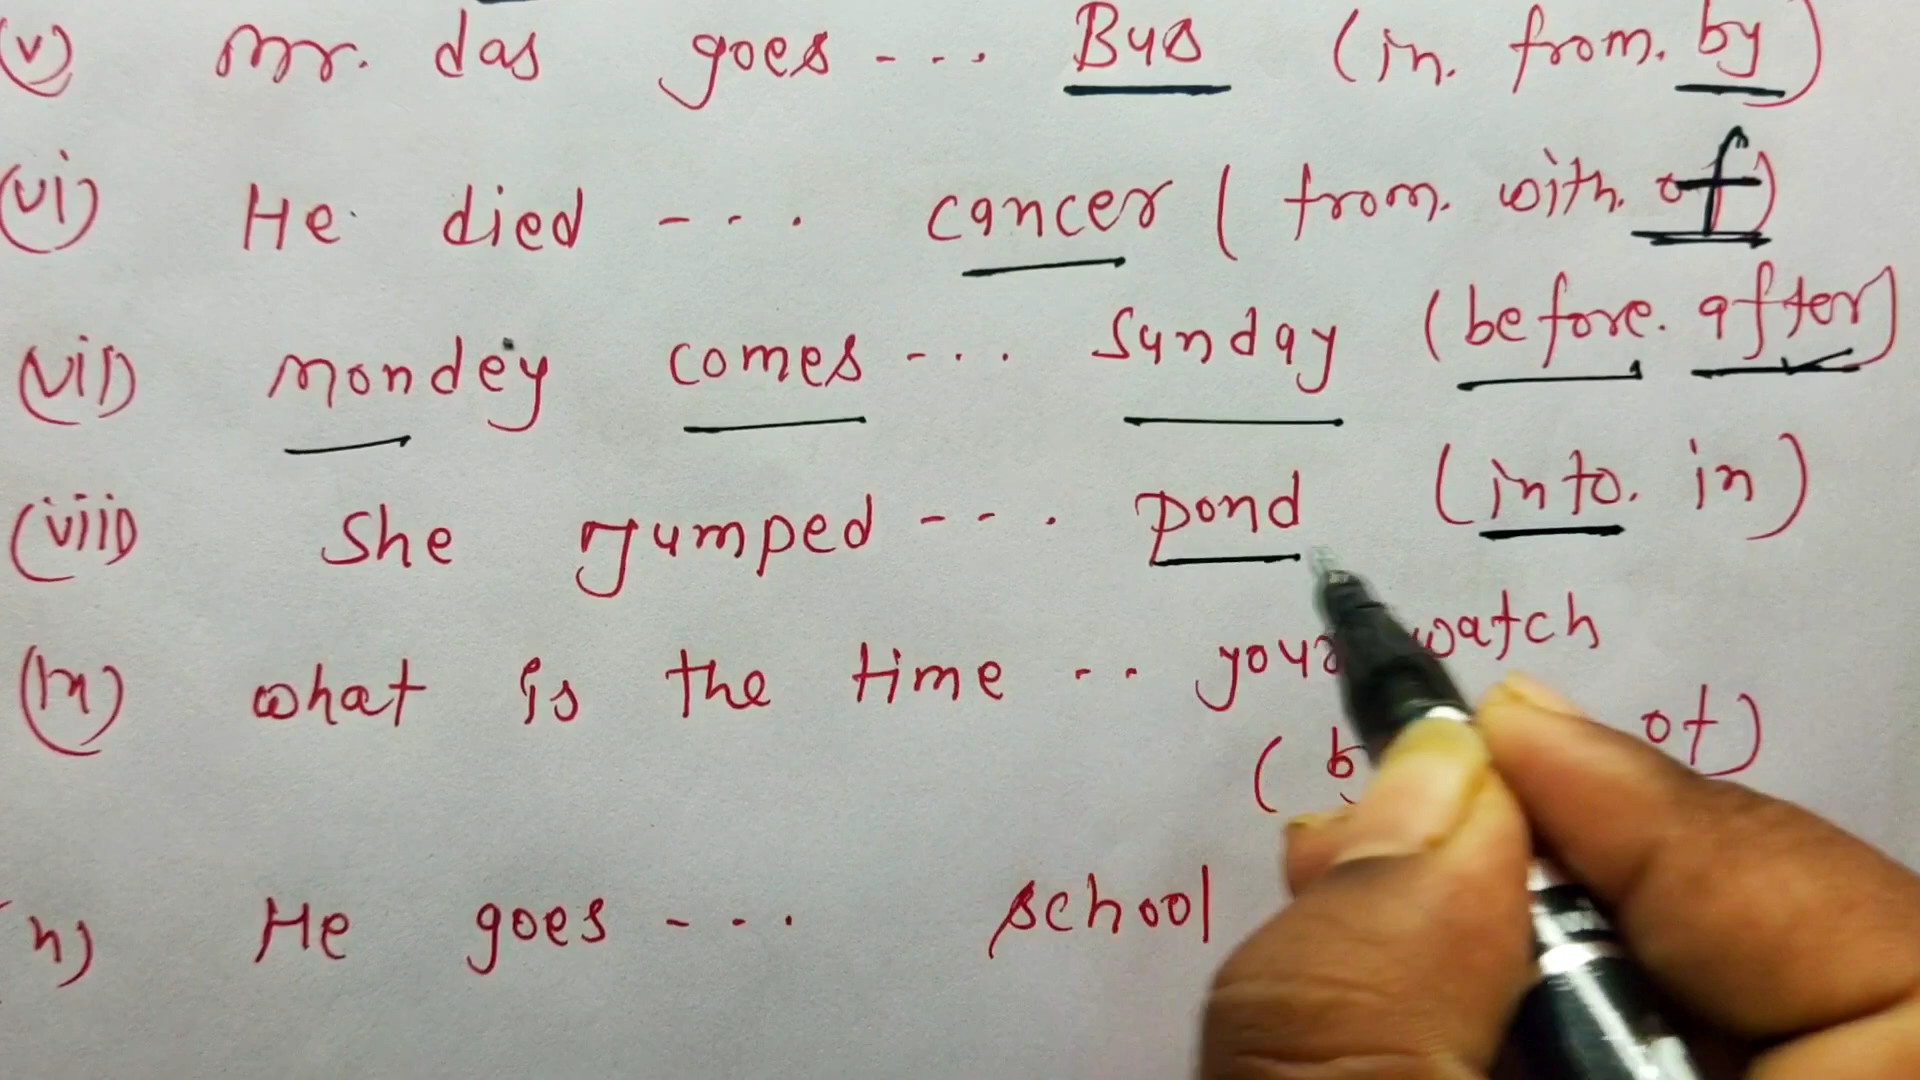 (v) mr. das goes - - - . Bus (in. from. by)
(vi) He died - - - . cancer ( from. with. of)
(vii) mondey comes - - - . Sunday (before. after)
(viii) She Jumped - - - . pond (into. in)
(ix) what is the time - - your watch
( of)
x) He goes - - - . school